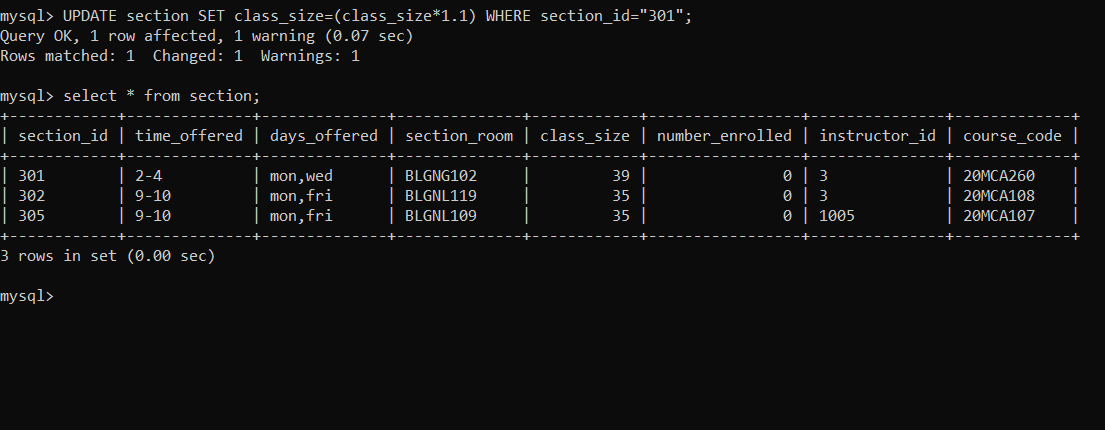 mysql> UPDATE section SET class_size=(class_size*1.1) WHERE section_id="301";
Query OK, 1 row affected, 1 warning (0.07 sec)
Rows matched: 1  Changed: 1  Warnings: 1

mysql> select * from section;
+------------+--------------+--------------+--------------+------------+-----------------+---------------+-------------+
| section_id | time_offered | days_offered | section_room | class_size | number_enrolled | instructor_id | course_code |
+------------+--------------+--------------+--------------+------------+-----------------+---------------+-------------+
| 301        | 2-4          | mon,wed      | BLGNG102     |         39 |               0 | 3             | 20MCA260    |
| 302        | 9-10         | mon,fri      | BLGNL119     |         35 |               0 | 3             | 20MCA108    |
| 305        | 9-10         | mon,fri      | BLGNL109     |         35 |               0 | 1005          | 20MCA107    |
+------------+--------------+--------------+--------------+------------+-----------------+---------------+-------------+
3 rows in set (0.00 sec)

mysql>